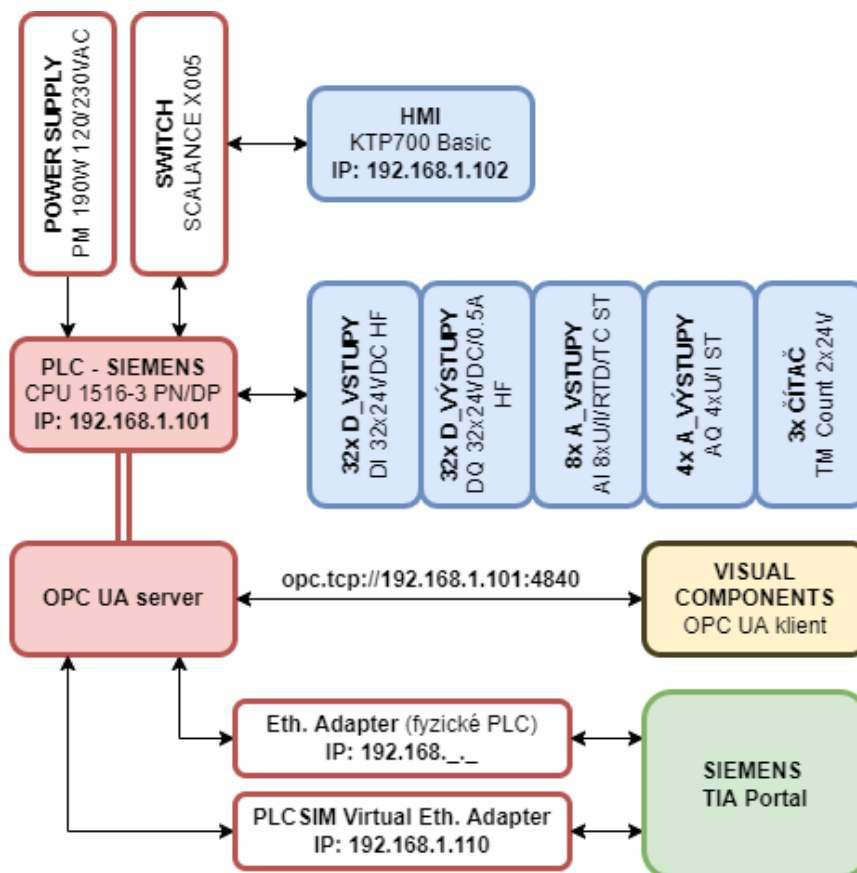 POWER SUPPLY
PM 190W 120/230VAC
SWITCH
SCALANCE X005
HMI
KTP700 Basic
IP: 192.168.1.102
PLC - SIEMENS
CPU 1516-3 PN/DP
IP: 192.168.1.101
32x D_VSTUPY
DI 32x24VDC HF
32x D_VÝSTUPY
DQ 32x24VDC/0.5A
HF
8x A_VSTUPY
AI 8xU/I/RTD/TC ST
4x A_VÝSTUPY
AQ 4xU/I ST
3x ČÍTAČ
TM Count 2x24V
OPC UA server
opc.tcp://192.168.1.101:4840
VISUAL
COMPONENTS
OPC UA klient
Eth. Adapter (fyzické PLC)
IP: 192.168._._
PLCSIM Virtual Eth. Adapter
IP: 192.168.1.110
SIEMENS
TIA Portal